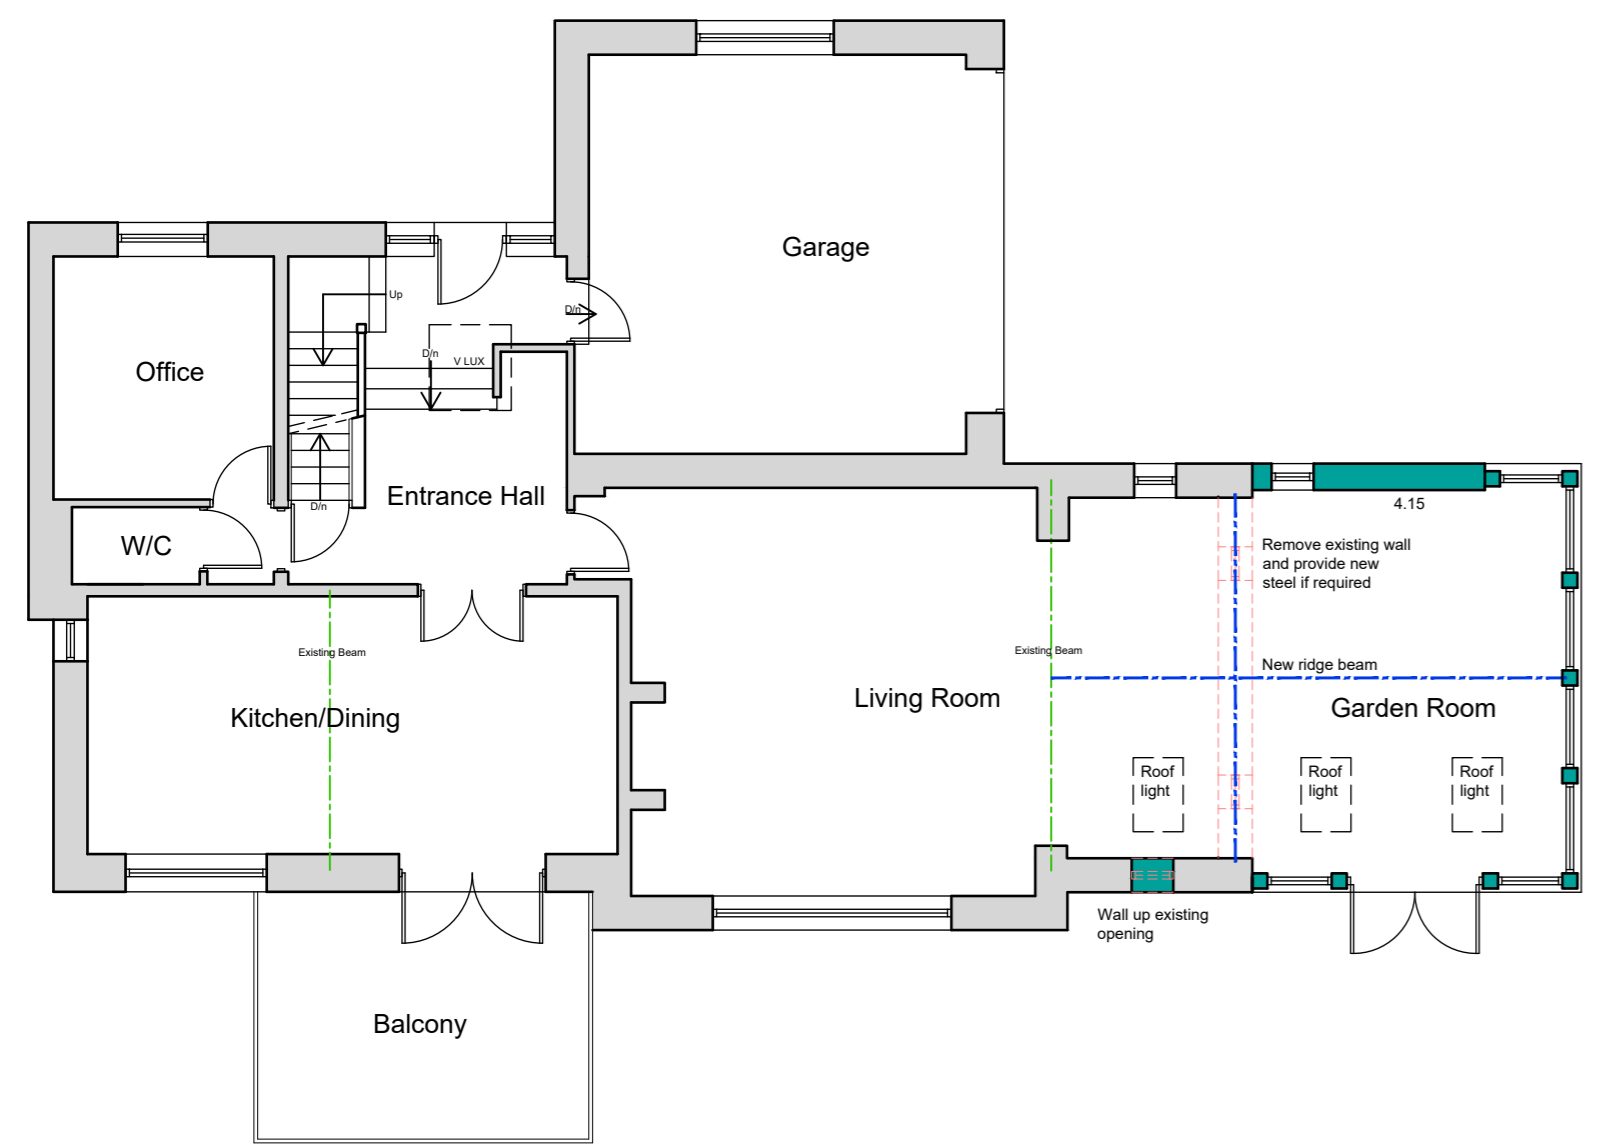 Garage
Up
D/n
D/n
V LUX
Office
Entrance Hall
D/n
W/C
4.15
Remove existing wall
and provide new
steel if required
Existing Beam
Existing Beam
New ridge beam
Kitchen/Dining
Living Room
Garden Room
Roof
light
Roof
light
Roof
light
Wall up existing
opening
Balcony